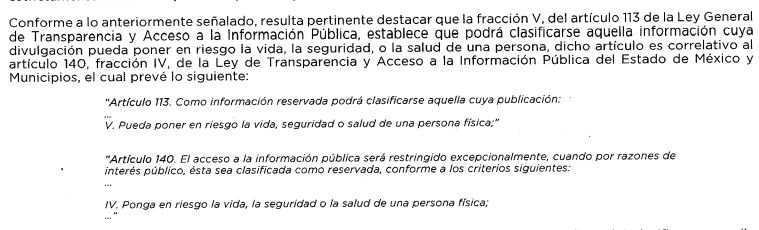 Conforme a lo anteriormente señalado, resulta pertinente destacar que la fracción V, del artículo 113 de la Ley General
de Transparencia y Acceso a la Información Pública, establece que podrá clasificarse aquella información cuya
divulgación pueda poner en riesgo la vida, la seguridad, o la salud de una persona, dicho artículo es correlativo al
artículo 140, fracción IV, de la Ley de Transparencia y Acceso a la Información Pública del Estado de México y
Municipios, el cual prevé lo siguiente:
"Artículo 113. Como información reservada podrá clasificarse aquella cuya publicación:
...
V. Pueda poner en riesgo la vida, seguridad o salud de una persona física;"
"Artículo 140. El acceso a la información pública será restringido excepcionalmente, cuando por razones de
interés público, ésta sea clasificada como reservada, conforme a los criterios siguientes:
...
IV. Ponga en riesgo la vida, la seguridad o la salud de una persona física;
..."